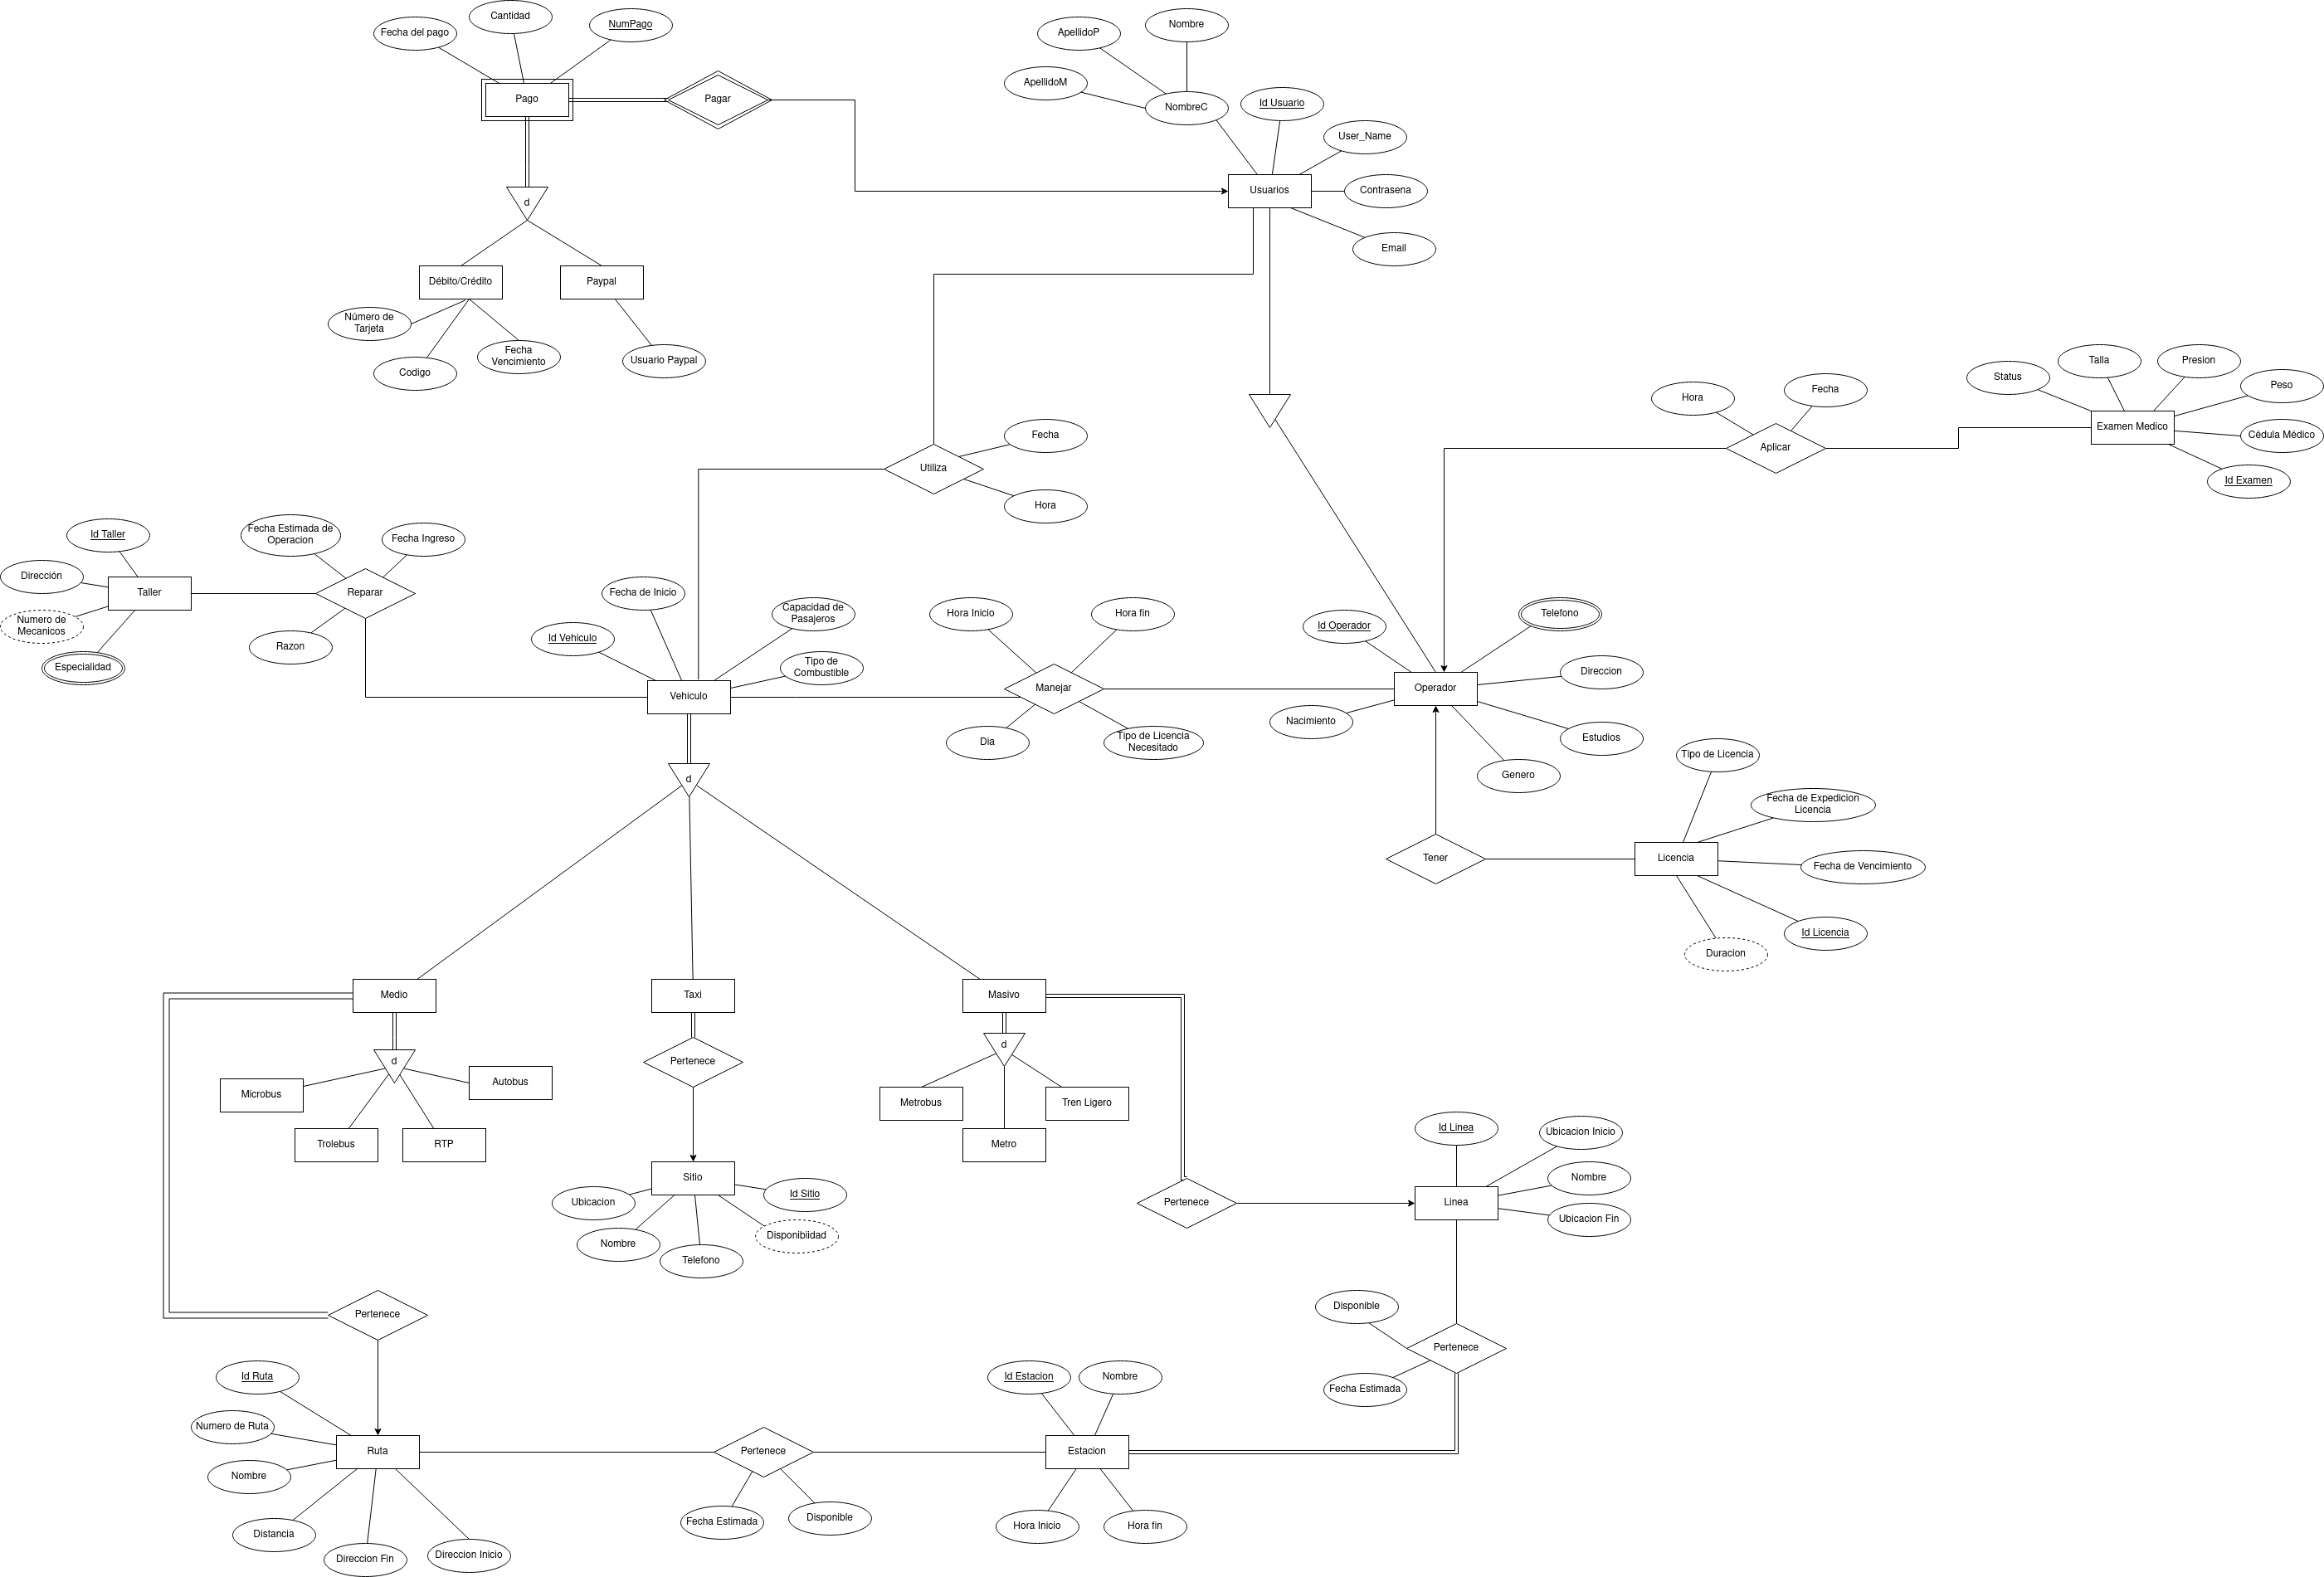 Cantidad
NumPago
Fecha del pago
Nombre
ApellidoP
ApellidoM
Pago
Pagar
NombreC
Id Usuario
User_Name
Usuarios
Contrasena
d
Email
Débito/Crédito
Paypal
Número de
Tarjeta
Fecha
Vencimiento
Codigo
Usuario Paypal
Talla
Presion
Status
Peso
Hora
Fecha
Examen Medico
Cédula Médico
Aplicar
Id Examen
Fecha
Utiliza
Hora
Id Taller
Fecha Estimada de
Operacion
Fecha Ingreso
Dirección
Taller
Reparar
Numero de
Mecanicos
Razon
Especialidad
Fecha de Inicio
Capacidad de
Pasajeros
Id Vehiculo
Tipo de
Combustible
Vehiculo
Hora Inicio
Hora fin
Manejar
Dia
Tipo de Licencia
Necesitado
Id Operador
Telefono
Direccion
Operador
Nacimiento
Estudios
Genero
Tipo de Licencia
Fecha de Expedicion
Licencia
Tener
Licencia
Fecha de Vencimiento
Id Licencia
Duracion
d
Medio
Taxi
Masivo
d
Pertenece
d
Microbus
Autobus
Trolebus
RTP
Metrobus
Tren Ligero
Metro
Sitio
Ubicacion
Id Sitio
Nombre
Disponibiidad
Telefono
Id Linea
Ubicacion Inicio
Nombre
Pertenece
Linea
Ubicacion Fin
Pertenece
Disponible
Pertenece
Fecha Estimada
Id Ruta
Numero de Ruta
Ruta
Nombre
Distancia
Direccion Fin
Direccion Inicio
Pertenece
Fecha Estimada
Disponible
Id Estacion
Nombre
Estacion
Hora Inicio
Hora fin